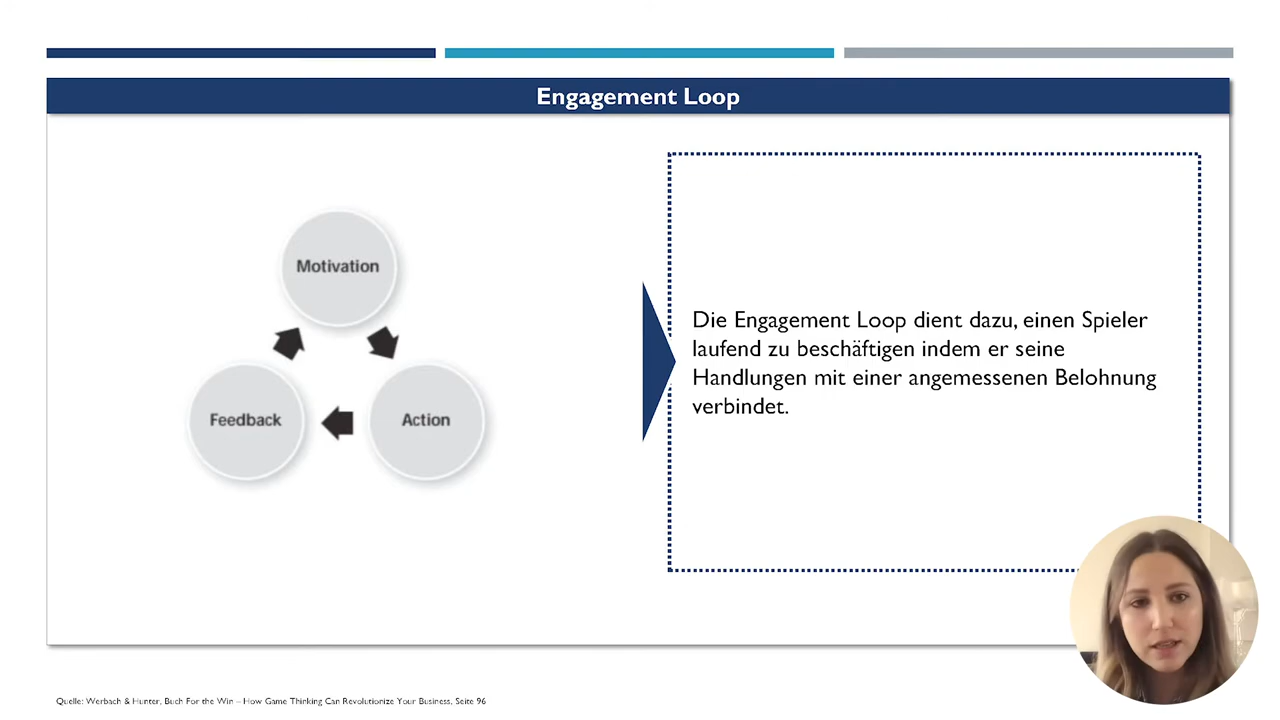 Engagement Loop
Motivation
Feedback
Action
Die Engagement Loop dient dazu, einen Spieler
laufend zu beschäftigen indem er seine
Handlungen mit einer angemessenen Belohnung
verbindet.
Quelle: Werbach & Hunter, Buch For the Win – How Game Thinking Can Revolutionize Your Business, Seite 96